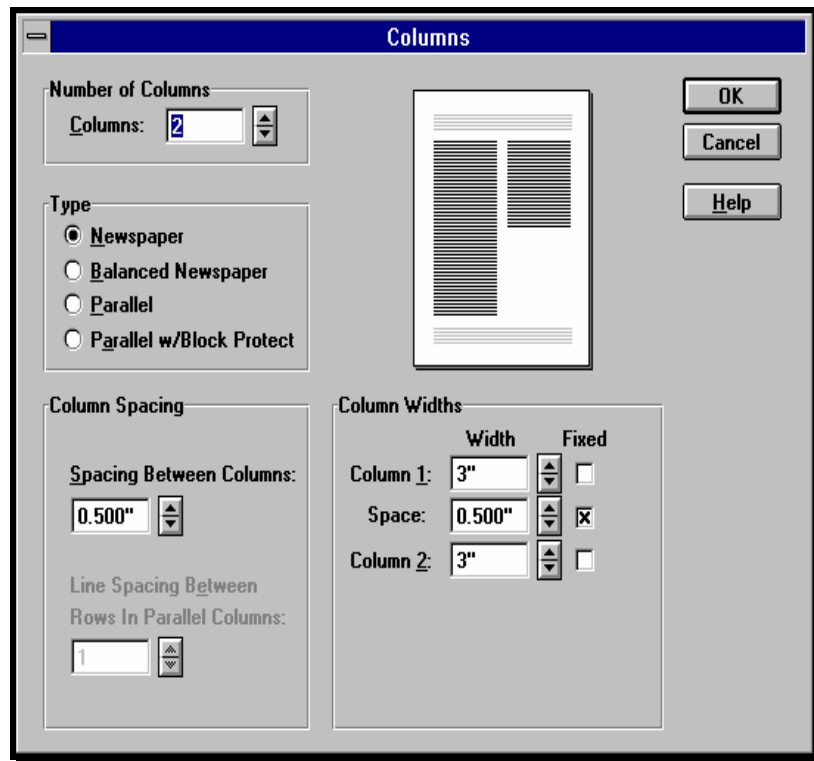 Columns
Number of Columns
Columns: 2
Type
Newspaper
Balanced Newspaper
Parallel
Parallel w/Block Protect
OK
Cancel
Help
Column Spacing
Spacing Between Columns:
0.500"
Line Spacing Between
Rows In Parallel Columns:
1
Column Widths
Width Fixed
Column 1: 3"
Space: 0.500"
Column 2: 3"